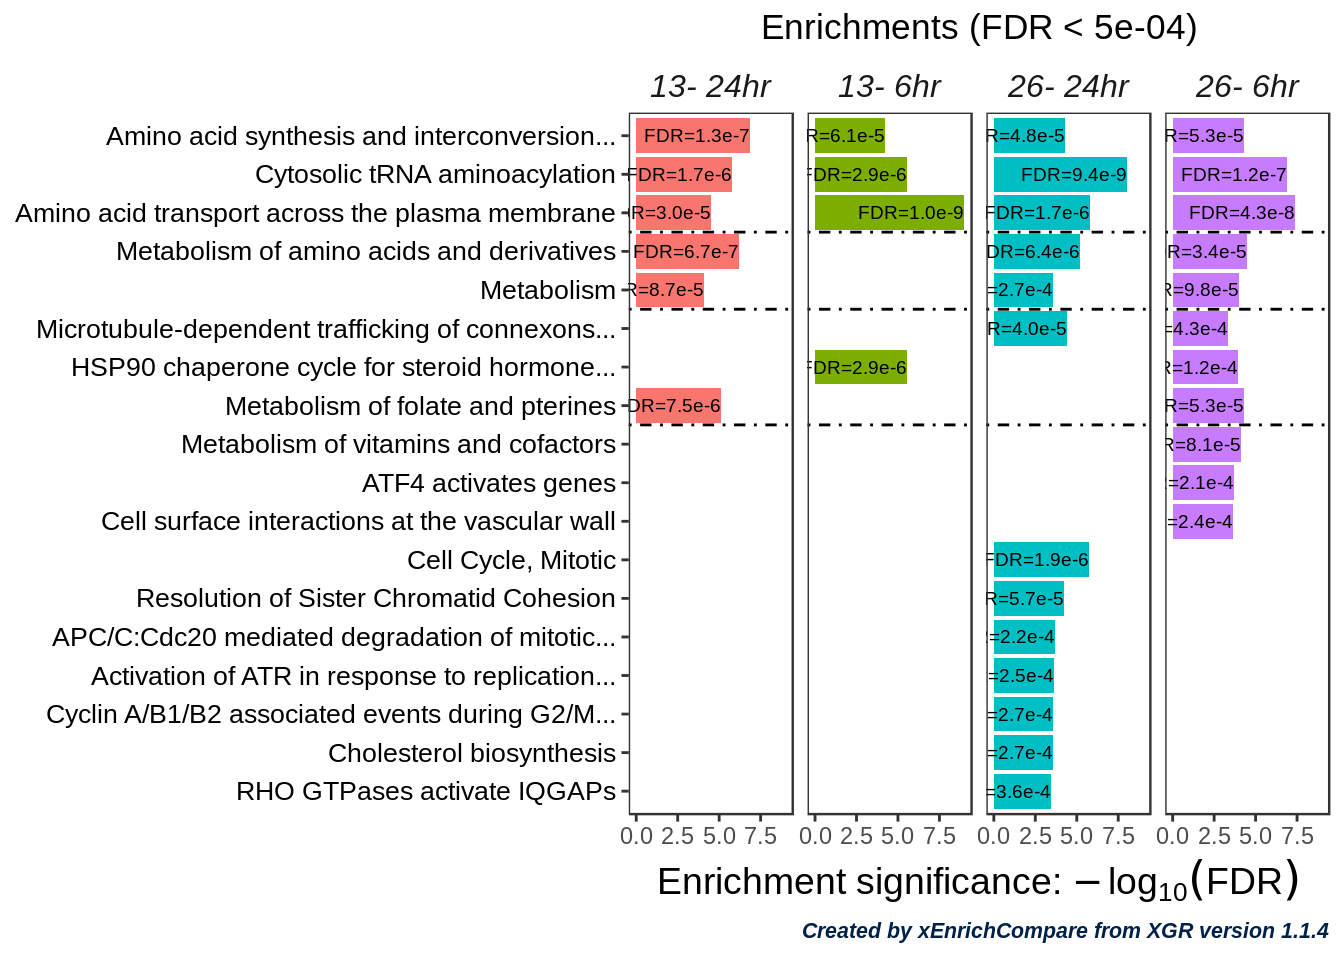 Enrichments (FDR < 5e-04)
13- 24hr 13- 6hr 26- 24hr 26- 6hr
Amino acid synthesis and interconversion... FDR=1.3e-7 R=6.1e-5 R=4.8e-5 R=5.3e-5
Cytosolic tRNA aminoacylation FDR=1.7e-6 FDR=2.9e-6 FDR=9.4e-9 FDR=1.2e-7
Amino acid transport across the plasma membrane R=3.0e-5 FDR=1.0e-9 FDR=1.7e-6 FDR=4.3e-8
Metabolism of amino acids and derivatives FDR=6.7e-7 DR=6.4e-6 R=3.4e-5
Metabolism R=8.7e-5 =2.7e-4 R=9.8e-5
Microtubule-dependent trafficking of connexons... R=4.0e-5 =4.3e-4
HSP90 chaperone cycle for steroid hormone... FDR=2.9e-6 R=1.2e-4
Metabolism of folate and pterines DR=7.5e-6 R=5.3e-5
Metabolism of vitamins and cofactors R=8.1e-5
ATF4 activates genes =2.1e-4
Cell surface interactions at the vascular wall =2.4e-4
Cell Cycle, Mitotic FDR=1.9e-6
Resolution of Sister Chromatid Cohesion R=5.7e-5
APC/C:Cdc20 mediated degradation of mitotic... =2.2e-4
Activation of ATR in response to replication... =2.5e-4
Cyclin A/B1/B2 associated events during G2/M... =2.7e-4
Cholesterol biosynthesis =2.7e-4
RHO GTPases activate IQGAPs =3.6e-4
0.0 2.5 5.0 7.5 0.0 2.5 5.0 7.5 0.0 2.5 5.0 7.5 0.0 2.5 5.0 7.5
Enrichment significance: − log₁₀(FDR)
Created by xEnrichCompare from XGR version 1.1.4